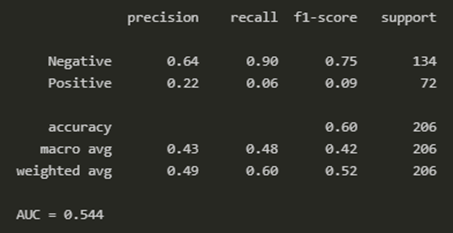 precision recall f1-score support
Negative 0.64 0.90 0.75 134
Positive 0.22 0.06 0.09 72
accuracy 0.60 206
macro avg 0.43 0.48 0.42 206
weighted avg 0.49 0.60 0.52 206
AUC = 0.544